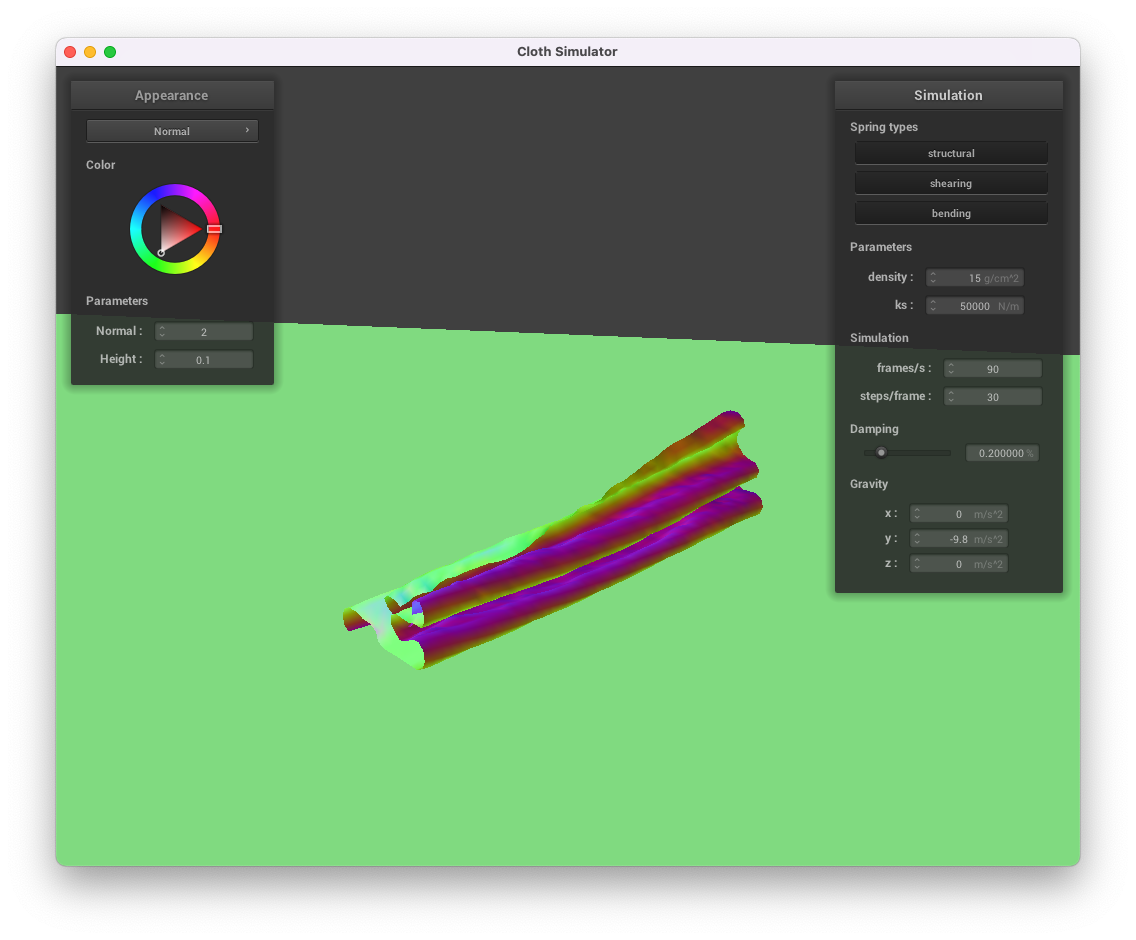 Cloth Simulator
Appearance
Normal
Color
Parameters
Normal : 2
Height : 0.1
Simulation
Spring types
structural
shearing
bending
Parameters
density : 15 g/cm^2
ks : 50000 N/m
Simulation
frames/s : 90
steps/frame : 30
Damping
0.200000 %
Gravity
x : 0 m/s^2
y : -9.8 m/s^2
z : 0 m/s^2